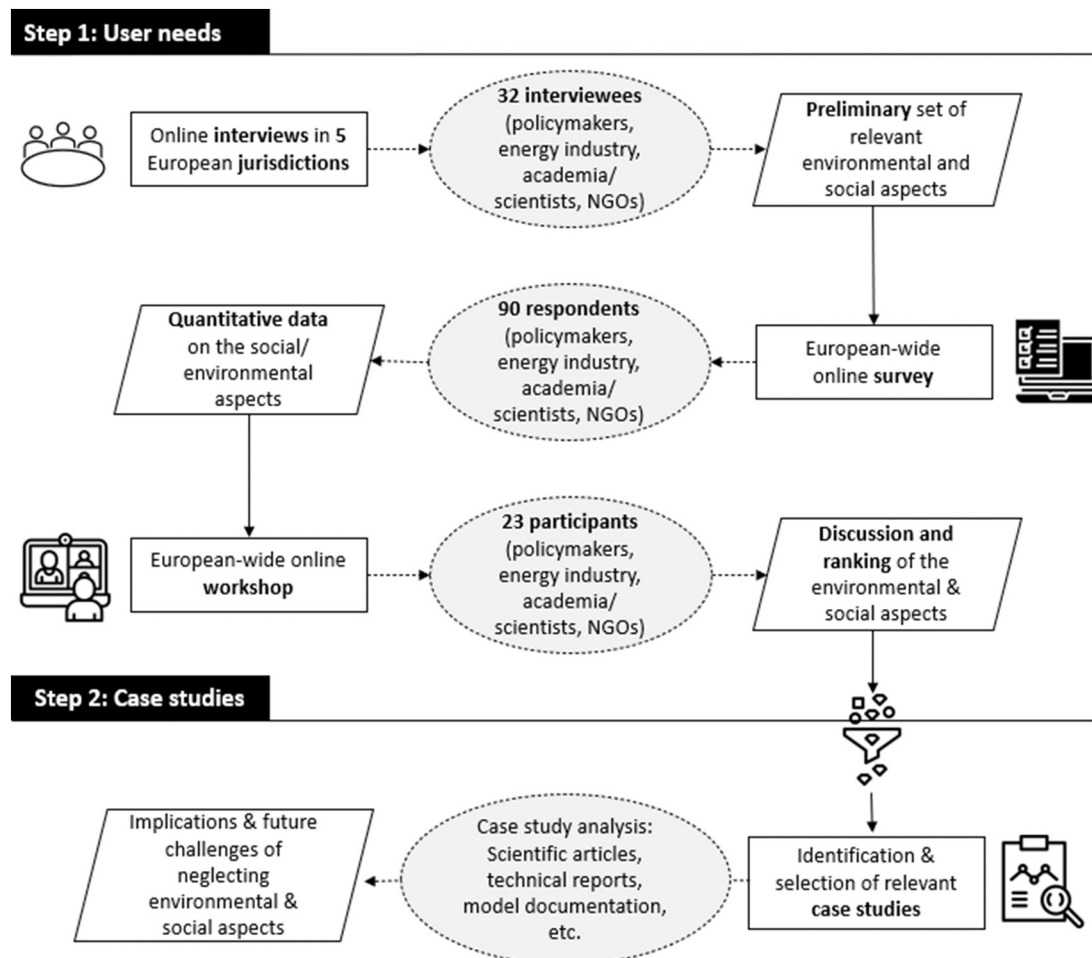 Step 1: User needs
Online interviews in 5
European jurisdictions
32 interviewees
(policymakers,
energy industry,
academia/
scientists, NGOs)
Preliminary set of
relevant
environmental and
social aspects
European-wide
online survey
90 respondents
(policymakers,
energy industry,
academia/
scientists, NGOs)
Quantitative data
on the social/
environmental
aspects
European-wide online
workshop
23 participants
(policymakers,
energy industry,
academia/
scientists, NGOs)
Discussion and
ranking of the
environmental &
social aspects
Step 2: Case studies
Identification &
selection of relevant
case studies
Case study analysis:
Scientific articles,
technical reports,
model documentation,
etc.
Implications & future
challenges of
neglecting
environmental &
social aspects